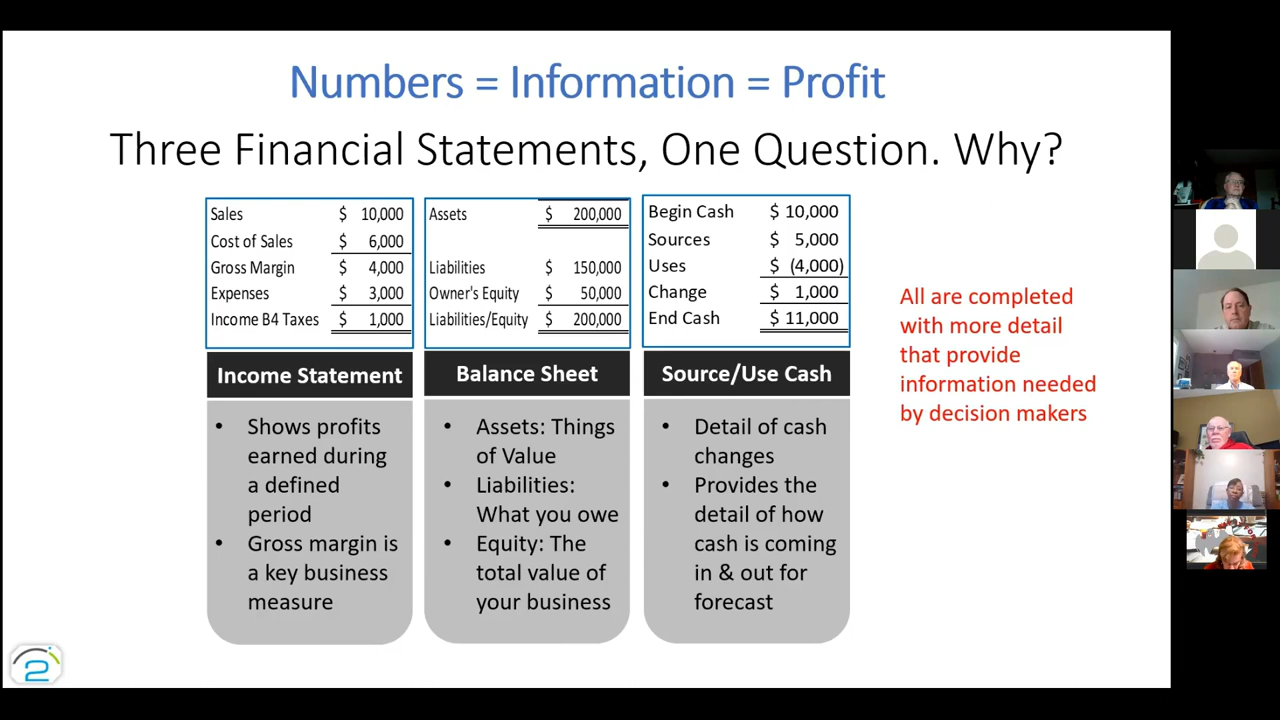 Numbers = Information = Profit
Three Financial Statements, One Question. Why?
Sales $ 10,000
Cost of Sales $ 6,000
Gross Margin $ 4,000
Expenses $ 3,000
Income B4 Taxes $ 1,000
Assets $ 200,000
Liabilities $ 150,000
Owner's Equity $ 50,000
Liabilities/Equity $ 200,000
Begin Cash $ 10,000
Sources $ 5,000
Uses $ (4,000)
Change $ 1,000
End Cash $ 11,000
Income Statement
• Shows profits
earned during
a defined
period
• Gross margin is
a key business
measure
Balance Sheet
• Assets: Things
of Value
• Liabilities:
What you owe
• Equity: The
total value of
your business
Source/Use Cash
• Detail of cash
changes
• Provides the
detail of how
cash is coming
in & out for
forecast
All are completed
with more detail
that provide
information needed
by decision makers
2